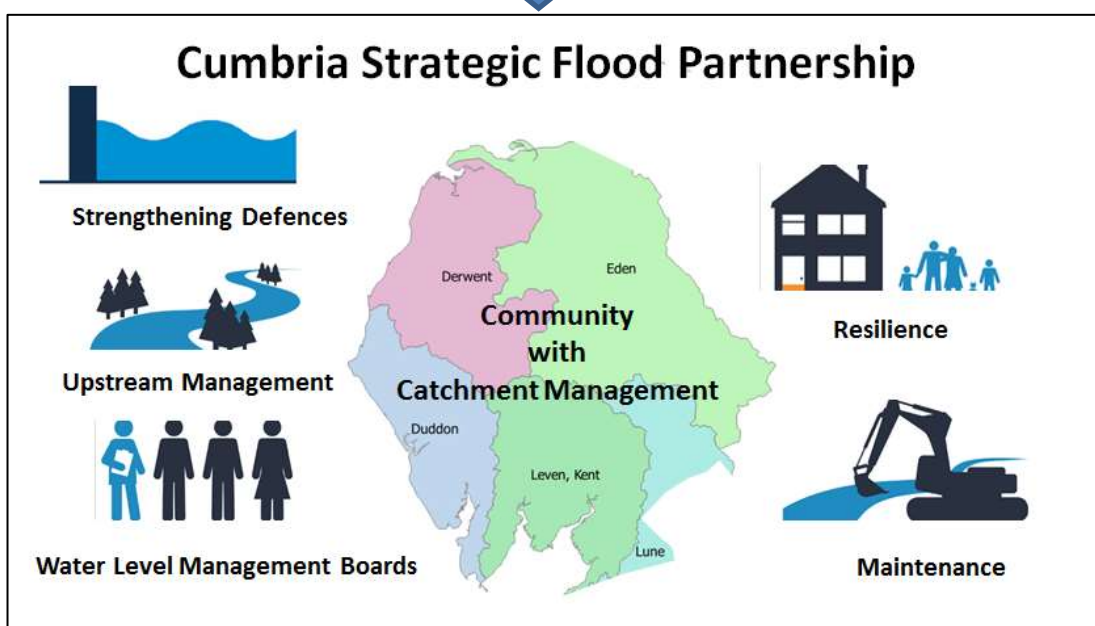 Cumbria Strategic Flood Partnership
Strengthening Defences
Upstream Management
Water Level Management Boards
Derwent
Eden
Community
with
Catchment Management
Duddon
Leven, Kent
Lune
Resilience
Maintenance